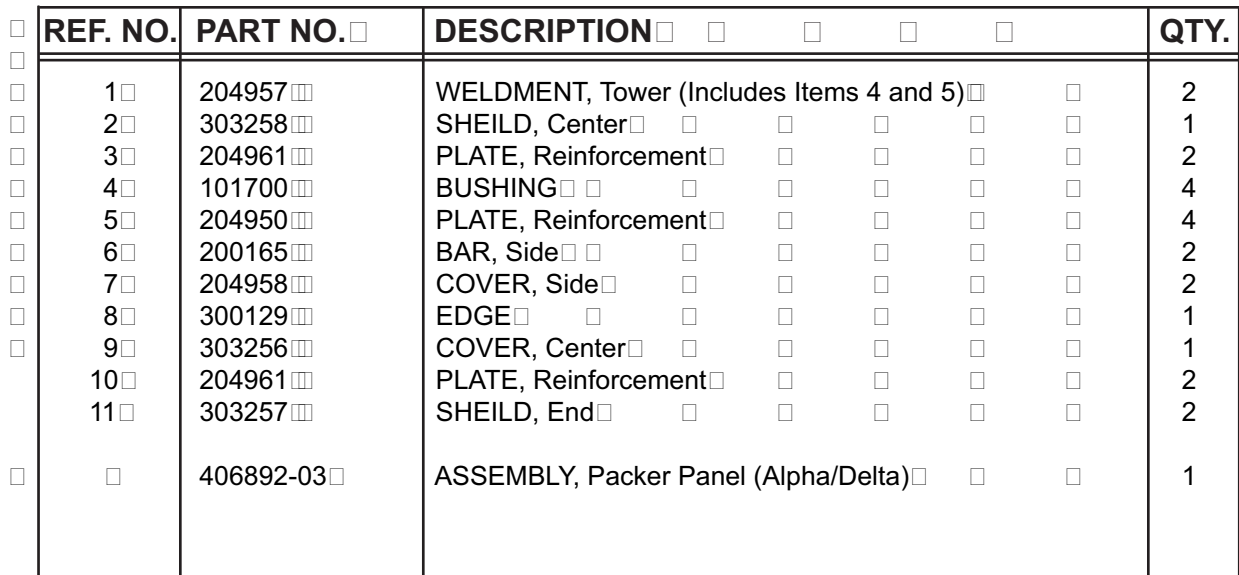 REF. NO. PART NO. DESCRIPTION QTY.
1 204957 WELDMENT, Tower (Includes Items 4 and 5) 2
2 303258 SHEILD, Center 1
3 204961 PLATE, Reinforcement 2
4 101700 BUSHING 4
5 204950 PLATE, Reinforcement 4
6 200165 BAR, Side 2
7 204958 COVER, Side 2
8 300129 EDGE 1
9 303256 COVER, Center 1
10 204961 PLATE, Reinforcement 2
11 303257 SHEILD, End 2
406892-03 ASSEMBLY, Packer Panel (Alpha/Delta) 1